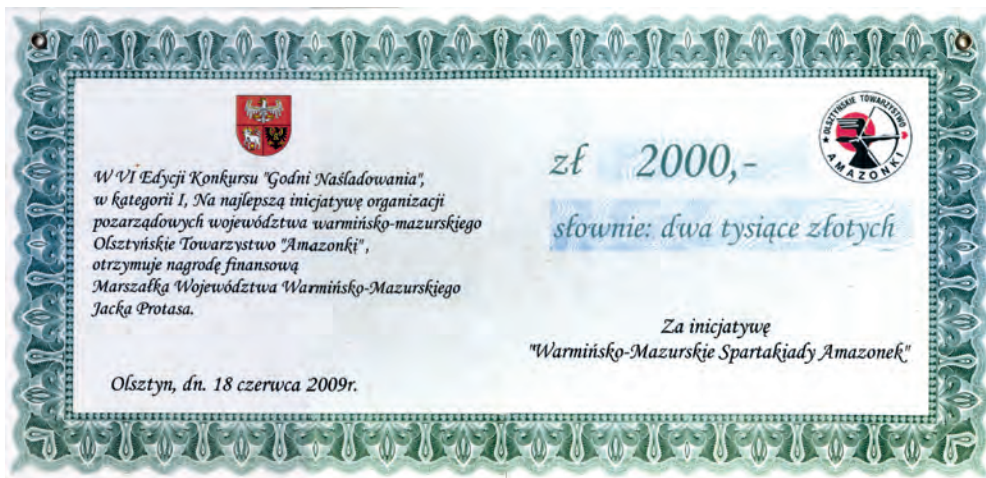 W VI Edycji Konkursu "Godni Naśladowania",
w kategorii I, Na najlepszą inicjatywę organizacji
pozarządowych województwa warmińsko-mazurskiego
Olsztyńskie Towarzystwo "Amazonki",
otrzymuje nagrodę finansową
Marszałka Województwa Warmińsko-Mazurskiego
Jacka Protasa.
Olsztyn, dn. 18 czerwca 2009r.
OLSZTYŃSKIE TOWARZYSTWO
AMAZONKI
zł 2000,-
słownie: dwa tysiące złotych
Za inicjatywę
"Warmińsko-Mazurskie Spartakiady Amazonek"